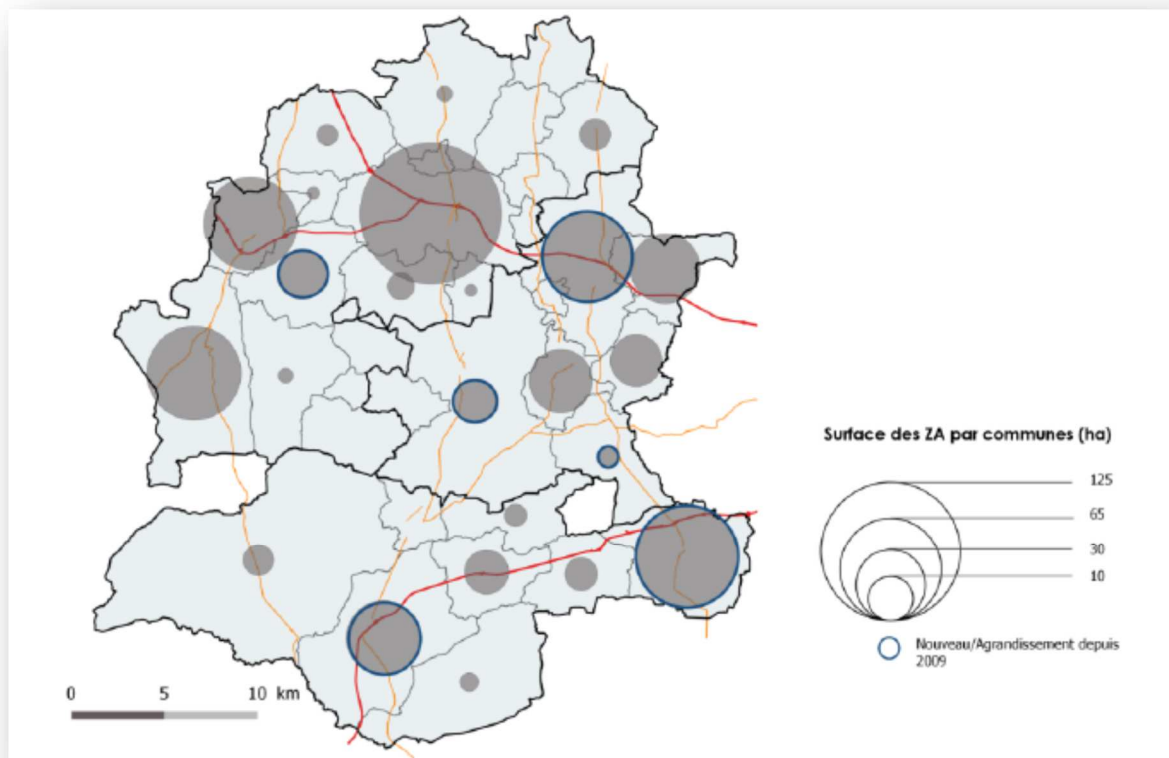 Surface des ZA par communes (ha)
125
65
30
10
Nouveau/Agrandissement depuis
2009
0 5 10 km